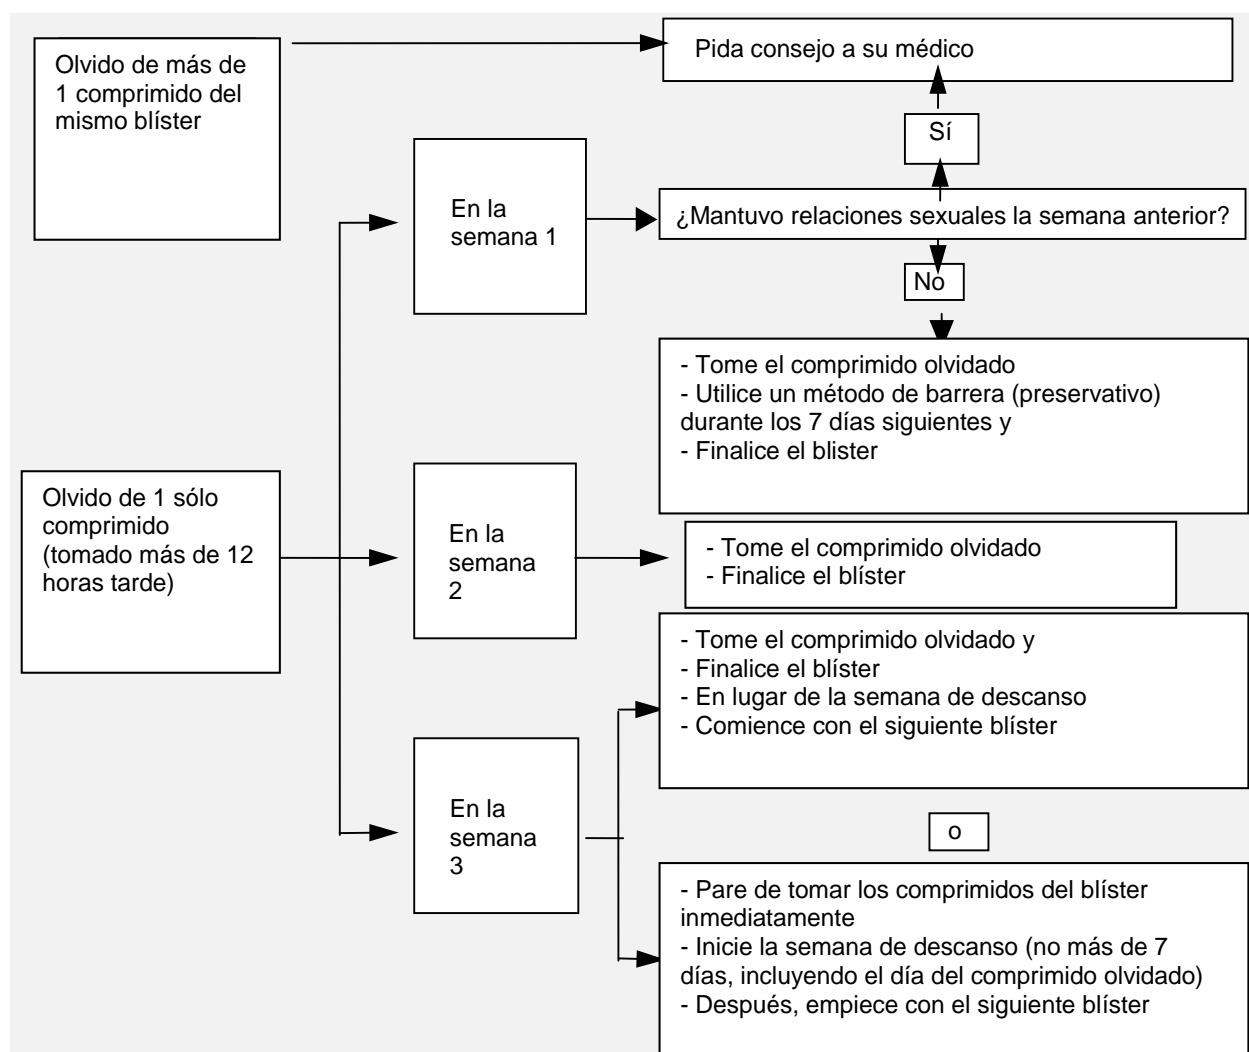 Olvido de más de
1 comprimido del
mismo blíster
Pida consejo a su médico
Sí
En la
semana 1
¿Mantuvo relaciones sexuales la semana anterior?
No
- Tome el comprimido olvidado
- Utilice un método de barrera (preservativo)
durante los 7 días siguientes y
- Finalice el blister
Olvido de 1 sólo
comprimido
(tomado más de 12
horas tarde)
En la
semana
2
- Tome el comprimido olvidado
- Finalice el blíster
- Tome el comprimido olvidado y
- Finalice el blíster
- En lugar de la semana de descanso
- Comience con el siguiente blíster
En la
semana
3
o
- Pare de tomar los comprimidos del blíster
inmediatamente
- Inicie la semana de descanso (no más de 7
días, incluyendo el día del comprimido olvidado)
- Después, empiece con el siguiente blíster